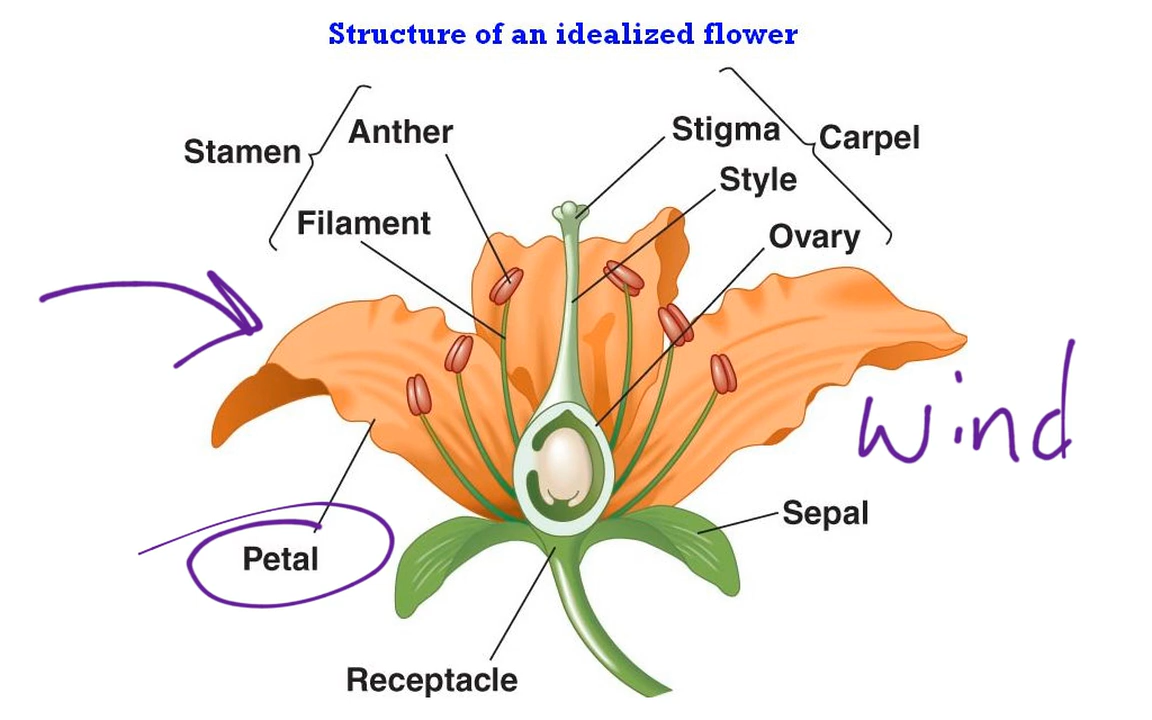 Structure of an idealized flower
Stamen
Anther
Filament
Stigma
Carpel
Style
Ovary
wind
Sepal
Petal
Receptacle